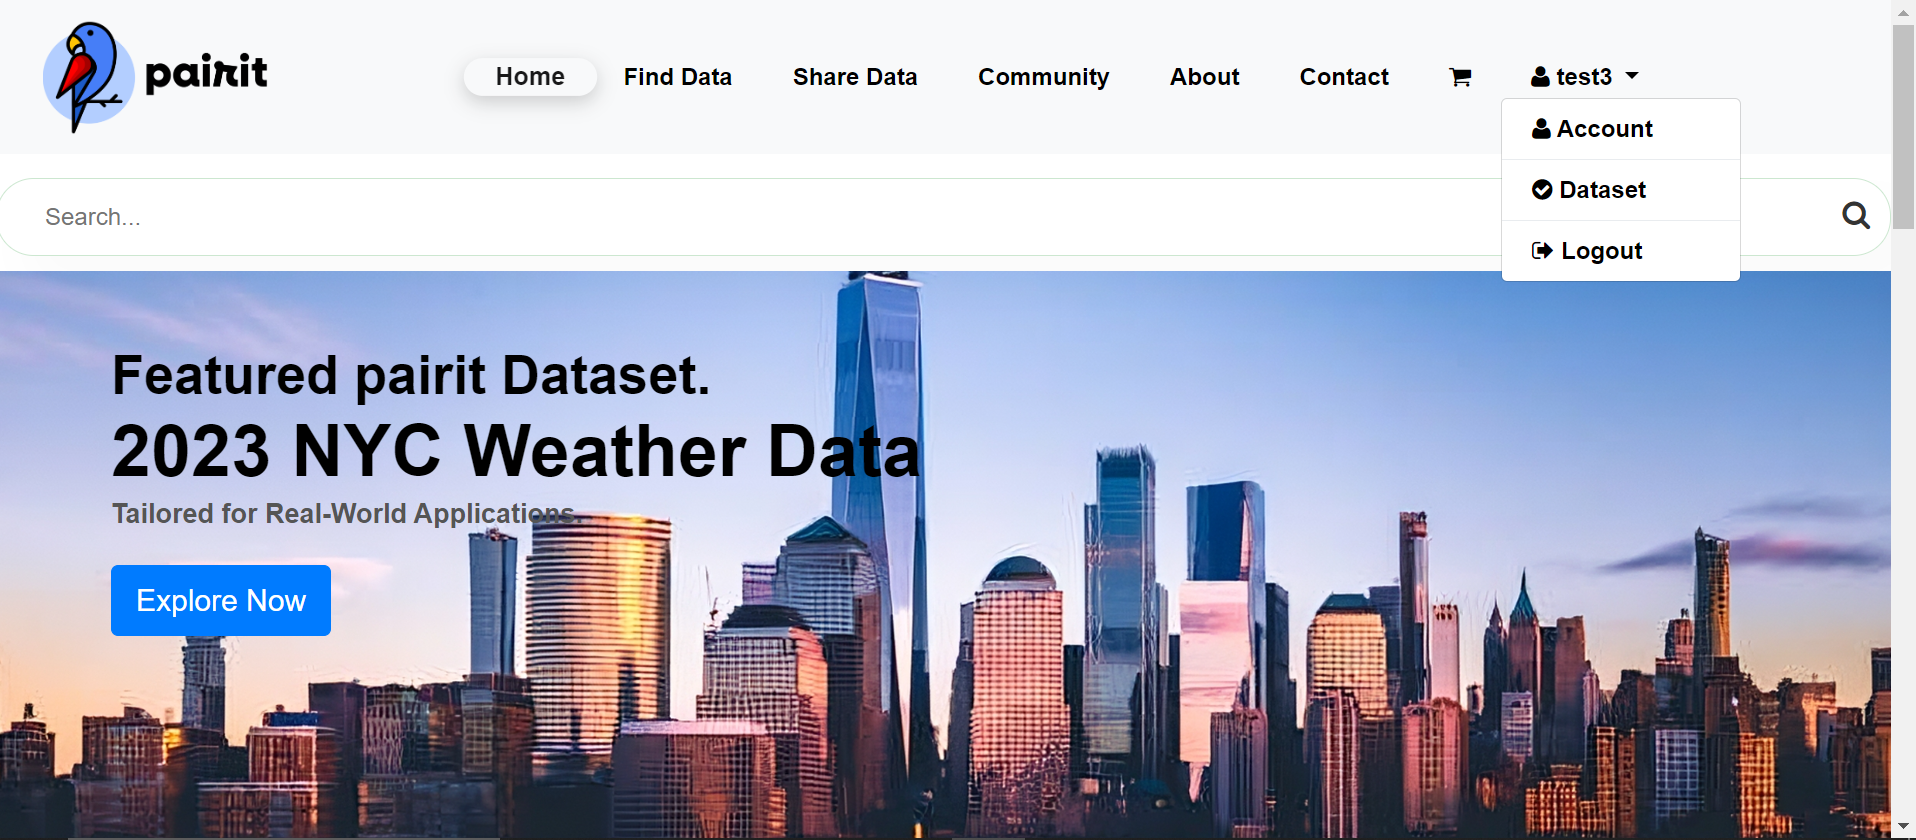 pairit
Home
Find Data
Share Data
Community
About
Contact
test3
Account
Dataset
Logout
Search...
Featured pairit Dataset.
2023 NYC Weather Data
Tailored for Real-World Applications.
Explore Now